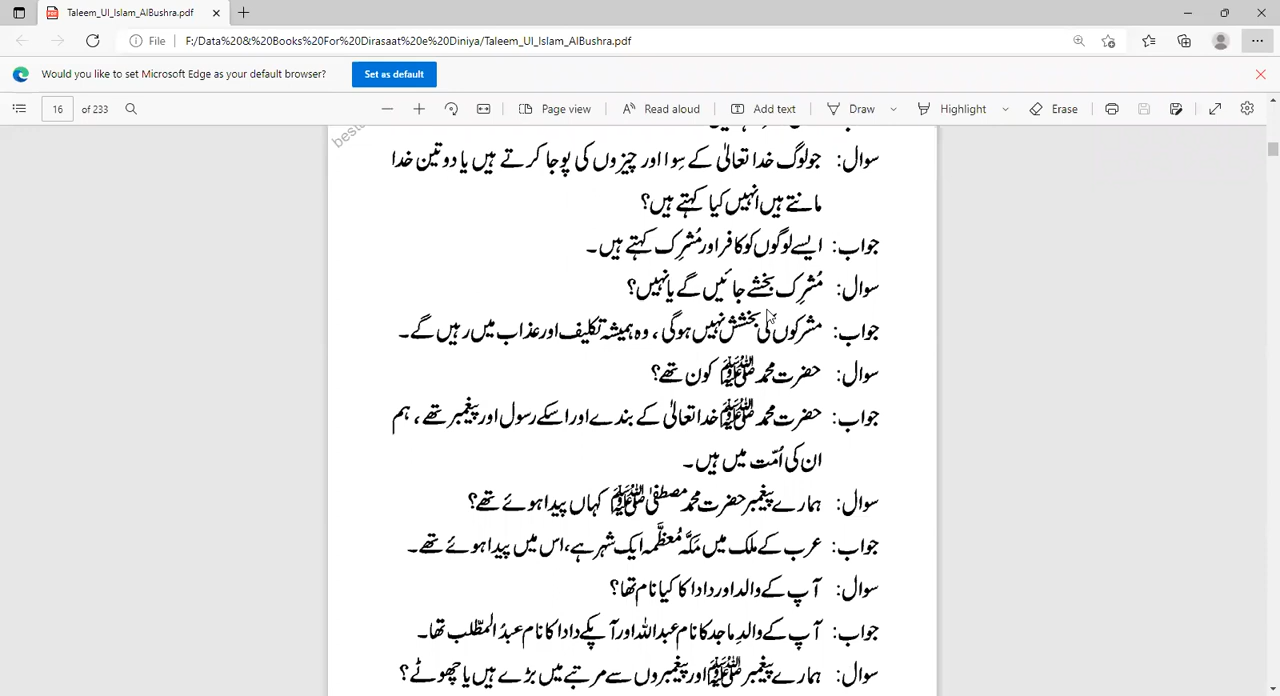 Taleem_Ul_Islam_AlBushra.pdf
File
F:/Data%20&%20Books%20For%20Dirasaat%20e%20Diniya/Taleem_Ul_Islam_AlBushra.pdf
Would you like to set Microsoft Edge as your default browser?
Set as default
16 of 233
Page view
Read aloud
Add text
Draw
Highlight
Erase
سوال: جو لوگ خدا تعالیٰ کے سِوا اور چیزوں کی پوجا کرتے ہیں یا دو تین خدا
مانتے ہیں انہیں کیا کہتے ہیں؟
جواب: ایسے لوگوں کو کافر اور مُشرِک کہتے ہیں۔
سوال: مُشرِک بخشے جائیں گے یا نہیں؟
جواب: مشرکوں کی بخشش نہیں ہوگی، وہ ہمیشہ تکلیف اور عذاب میں رہیں گے۔
سوال: حضرت محمد ﷺ کون تھے؟
جواب: حضرت محمد ﷺ خدا تعالیٰ کے بندے اور اسکے رسول اور پیغمبر تھے، ہم
ان کی اُمّت میں ہیں۔
سوال: ہمارے پیغمبر حضرت محمد مصطفیٰ ﷺ کہاں پیدا ہوئے تھے؟
جواب: عرب کے ملک میں مَکَّہ مُعظَّمہ ایک شہر ہے، اس میں پیدا ہوئے تھے۔
سوال: آپ کے والد اور دادا کا کیا نام تھا؟
جواب: آپ کے والدِ ماجد کا نام عبداللہ اور آپکے دادا کا نام عبدُ المطّلب تھا۔
سوال: ہمارے پیغمبر ﷺ اور پیغمبروں سے مرتبے میں بڑے ہیں یا چھوٹے؟